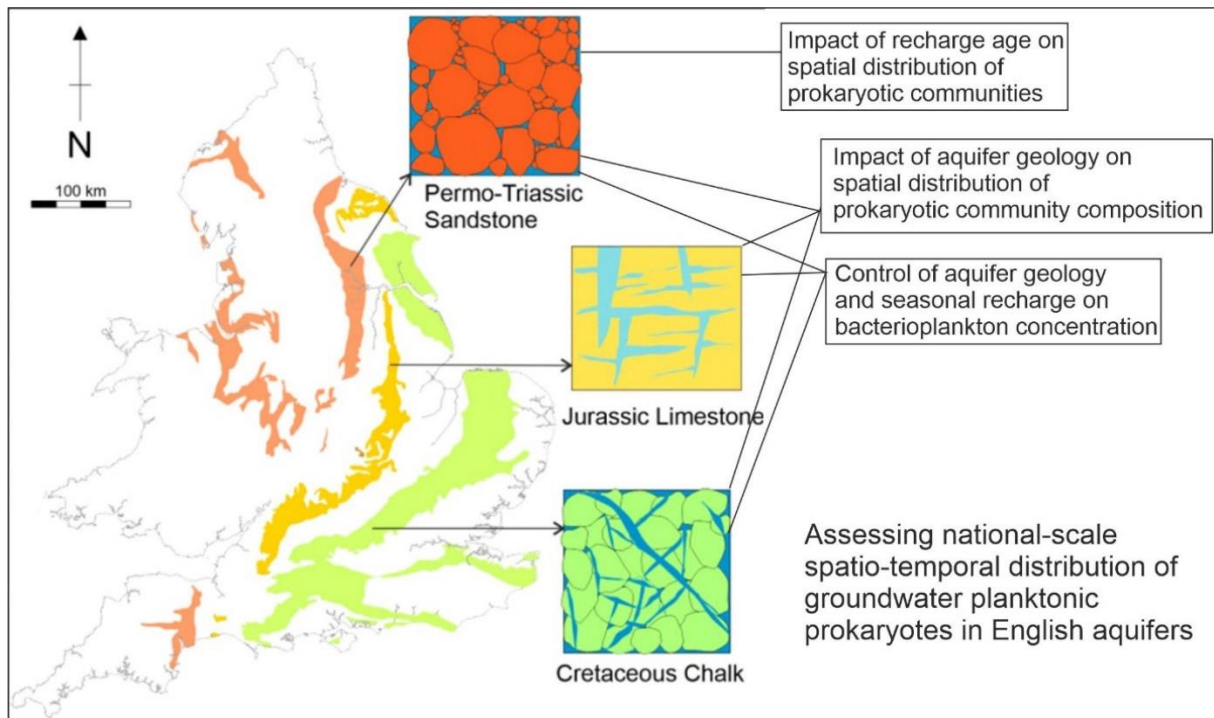 N
100 km
Permo-Triassic
Sandstone
Jurassic Limestone
Cretaceous Chalk
Impact of recharge age on
spatial distribution of
prokaryotic communities
Impact of aquifer geology on
spatial distribution of
prokaryotic community composition
Control of aquifer geology
and seasonal recharge on
bacterioplankton concentration
Assessing national-scale
spatio-temporal distribution of
groundwater planktonic
prokaryotes in English aquifers